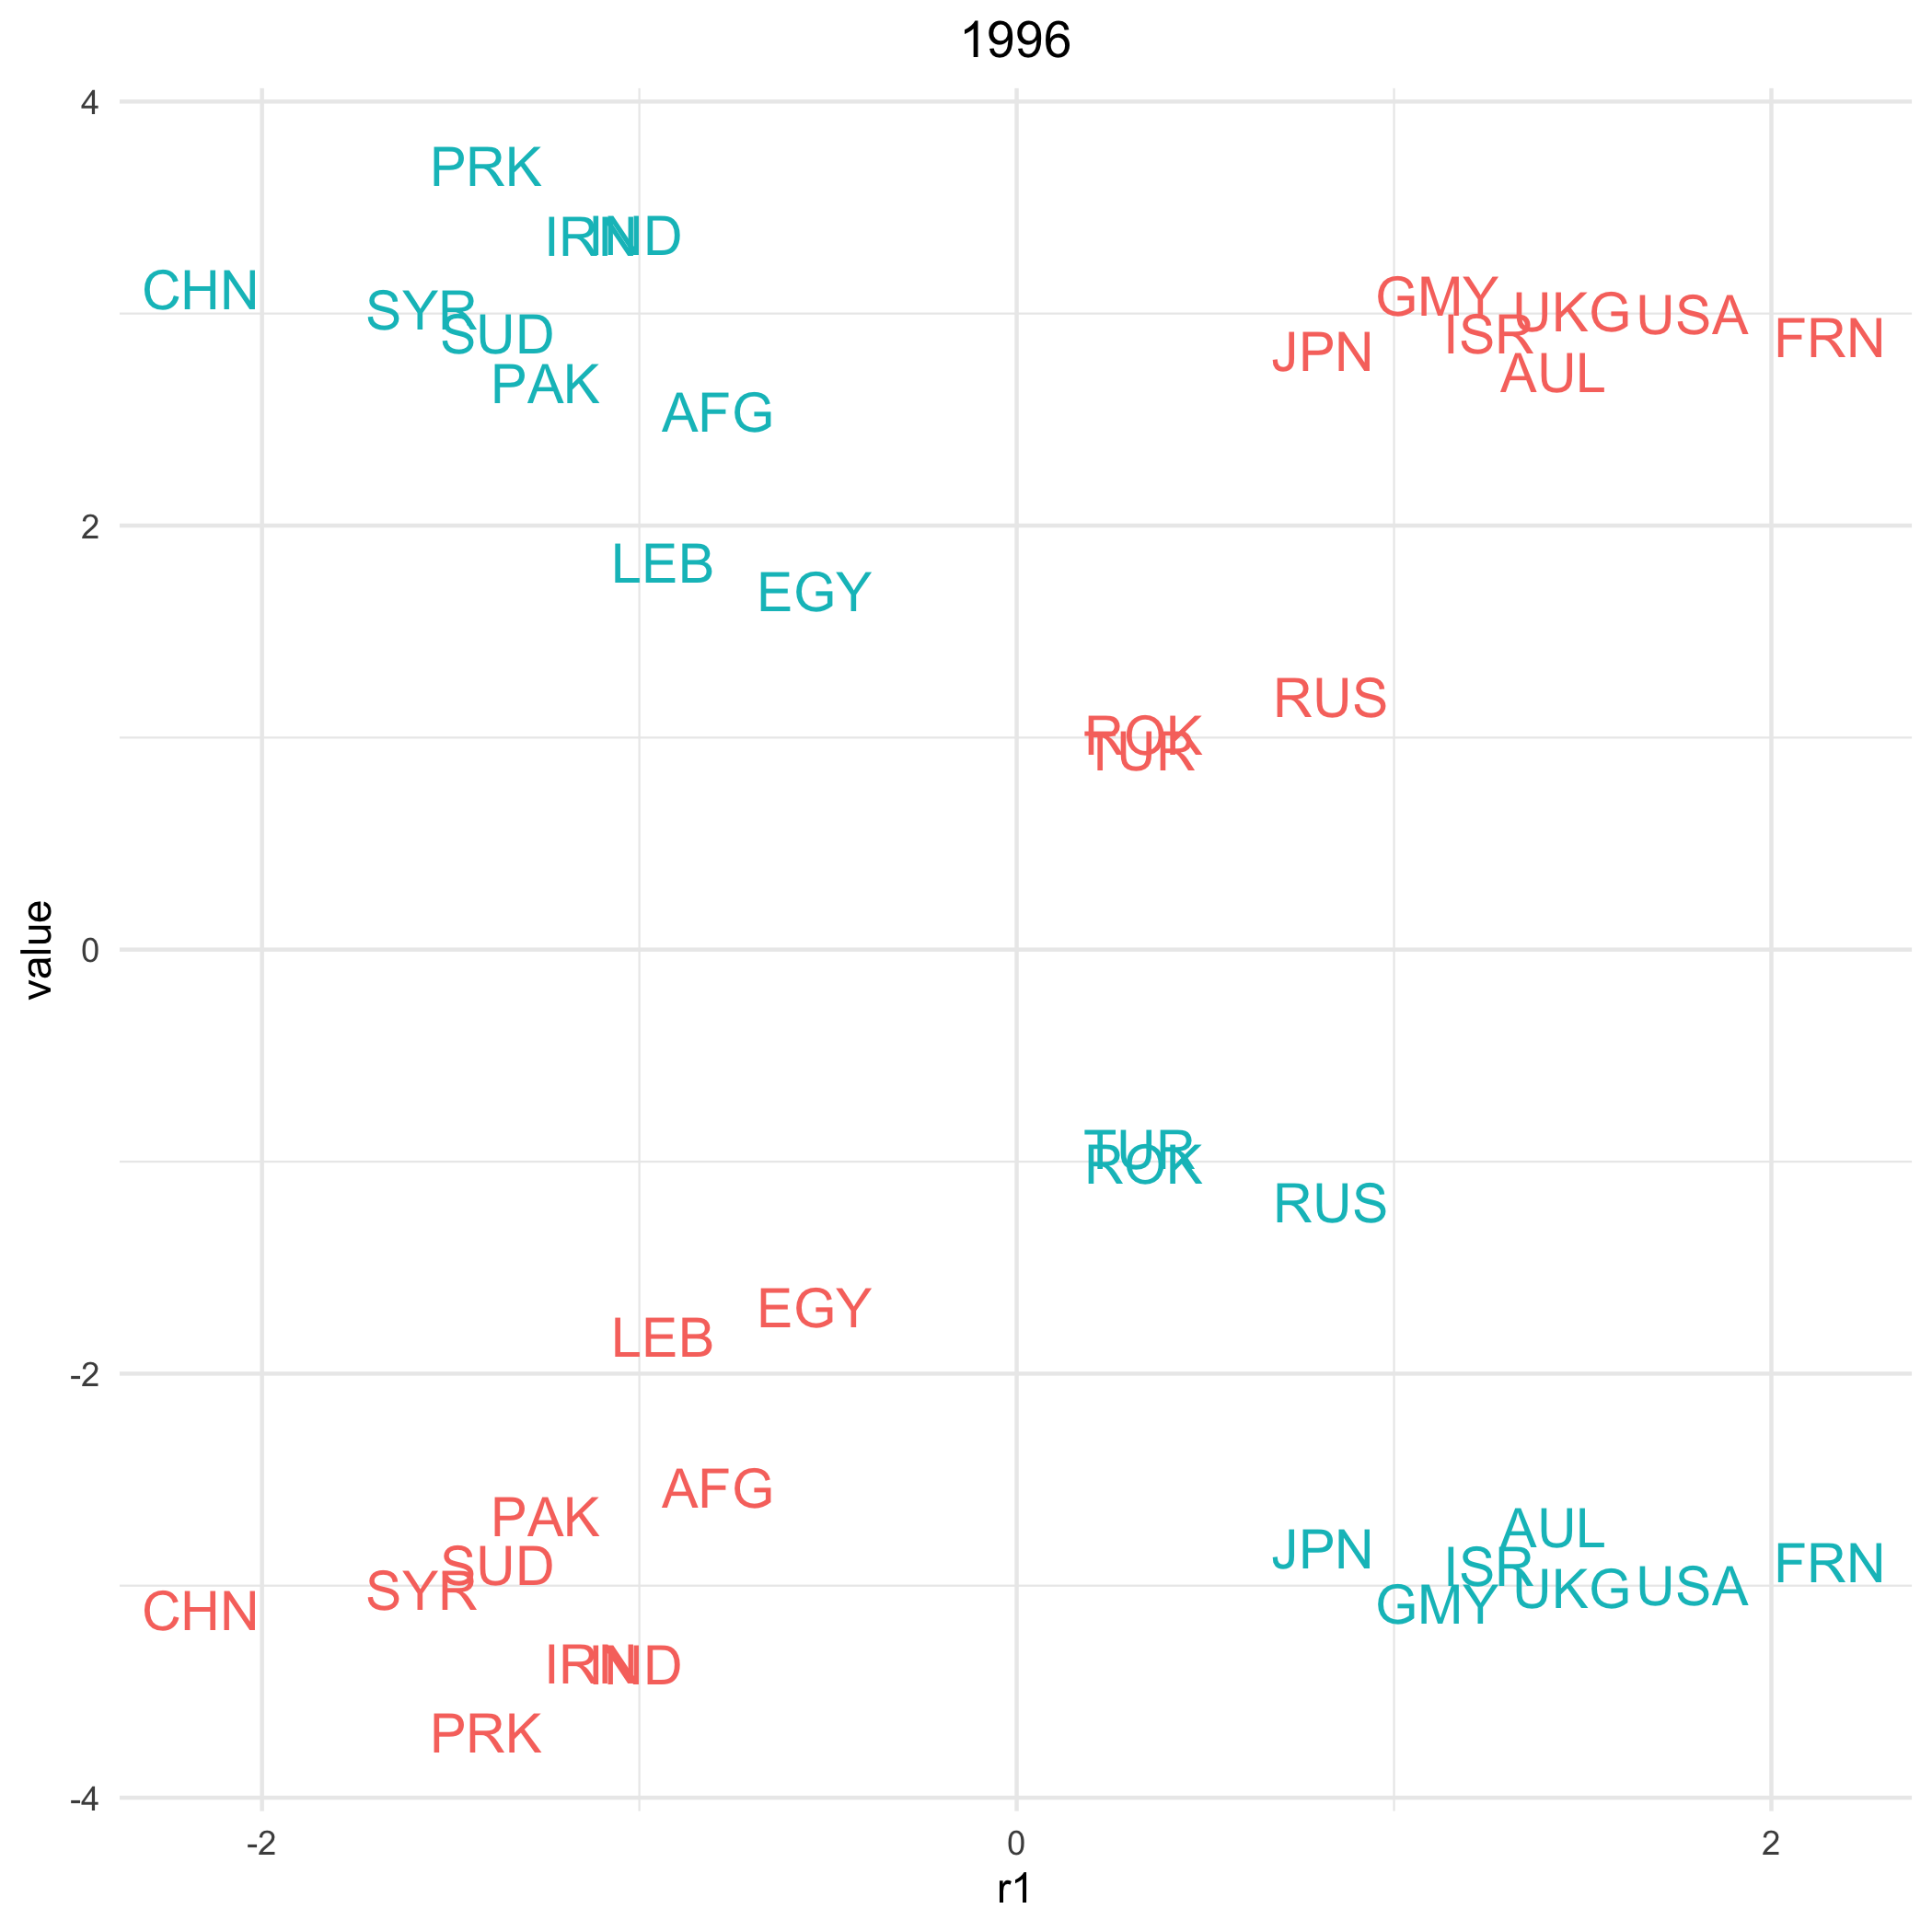 1996
4
PRK
IRN IND
CHN
SYR
GMY
UKG USA
SUD
ISR
FRN
JPN
PAK
AUL
AFG
2
LEB
EGY
RUS
ROK
TUR
value
0
TUR
ROK
RUS
EGY
LEB
-2
AFG
PAK
AUL
JPN
SUD
ISR
FRN
SYR
UKG USA
GMY
CHN
IRN IND
PRK
-4
-2 0 2
r1